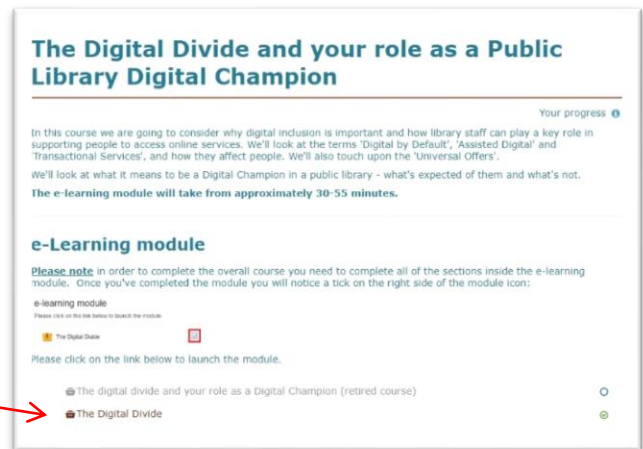 The Digital Divide and your role as a Public
Library Digital Champion
Your progress
In this course we are going to consider why digital inclusion is important and how library staff can play a key role in
supporting people to access online services. We'll look at the terms 'Digital by Default', 'Assisted Digital' and
'Transactional Services', and how they affect people. We'll also touch upon the 'Universal Offers'.
We'll look at what it means to be a Digital Champion in a public library - what's expected of them and what's not.
The e-learning module will take from approximately 30-55 minutes.
e-Learning module
Please note in order to complete the overall course you need to complete all of the sections inside the e-learning
module. Once you've completed the module you will notice a tick on the right side of the module icon:
e-learning module
Please click on the link below to launch the module.
The Digital Divide
Please click on the link below to launch the module.
The digital divide and your role as a Digital Champion (retired course)
The Digital Divide